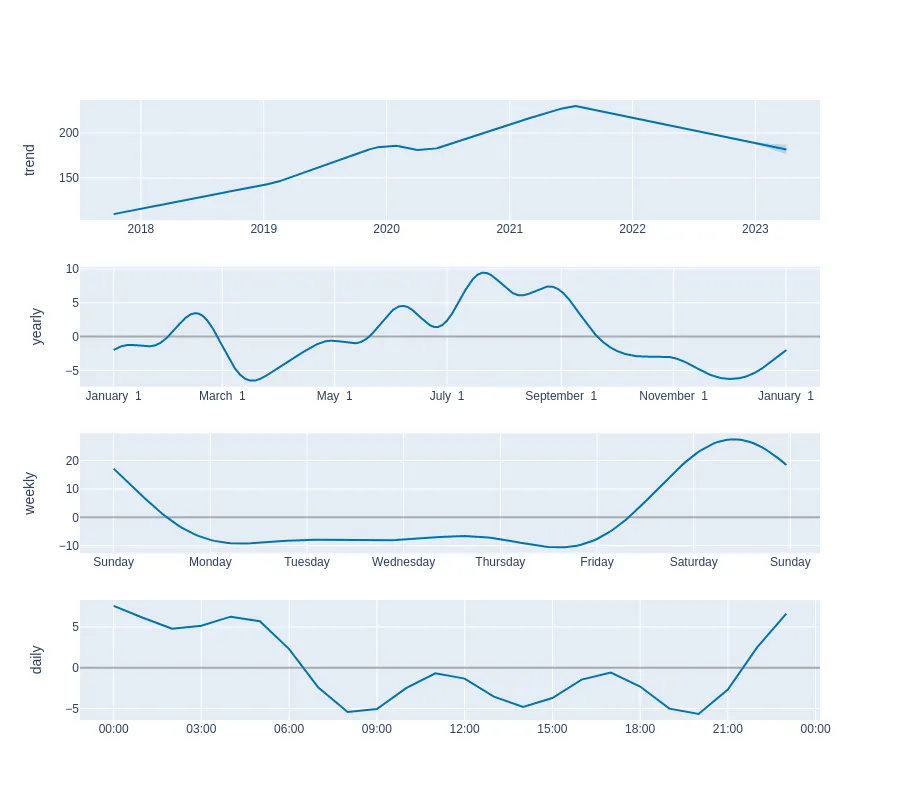 trend
200
150
2018 2019 2020 2021 2022 2023
yearly
10
5
0
−5
January 1 March 1 May 1 July 1 September 1 November 1 January 1
weekly
20
10
0
−10
Sunday Monday Tuesday Wednesday Thursday Friday Saturday Sunday
daily
5
0
−5
00:00 03:00 06:00 09:00 12:00 15:00 18:00 21:00 00:00